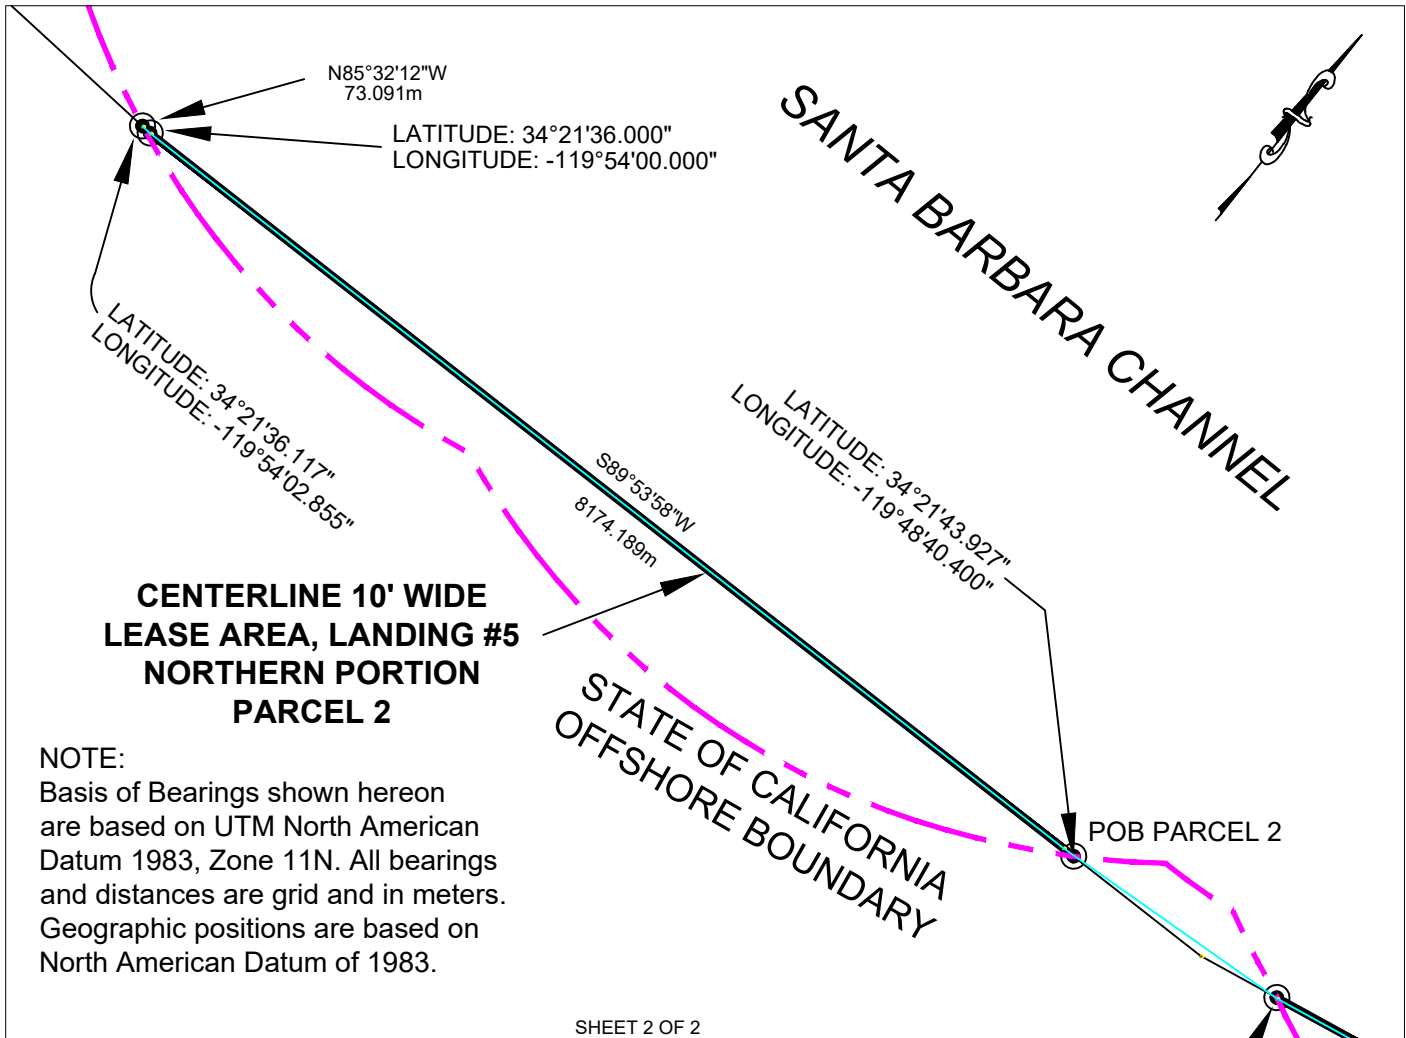 N85°32'12"W
73.091m
LATITUDE: 34°21'36.000"
LONGITUDE: -119°54'00.000"
SANTA BARBARA CHANNEL
LATITUDE: 34°21'36.117"
LONGITUDE: -119°54'02.855"
S89°53'58"W
8174.189m
LATITUDE: 34°21'43.927"
LONGITUDE: -119°48'40.400"
CENTERLINE 10' WIDE
LEASE AREA, LANDING #5
NORTHERN PORTION
PARCEL 2
STATE OF CALIFORNIA
OFFSHORE BOUNDARY
POB PARCEL 2
NOTE:
Basis of Bearings shown hereon
are based on UTM North American
Datum 1983, Zone 11N. All bearings
and distances are grid and in meters.
Geographic positions are based on
North American Datum of 1983.
SHEET 2 OF 2